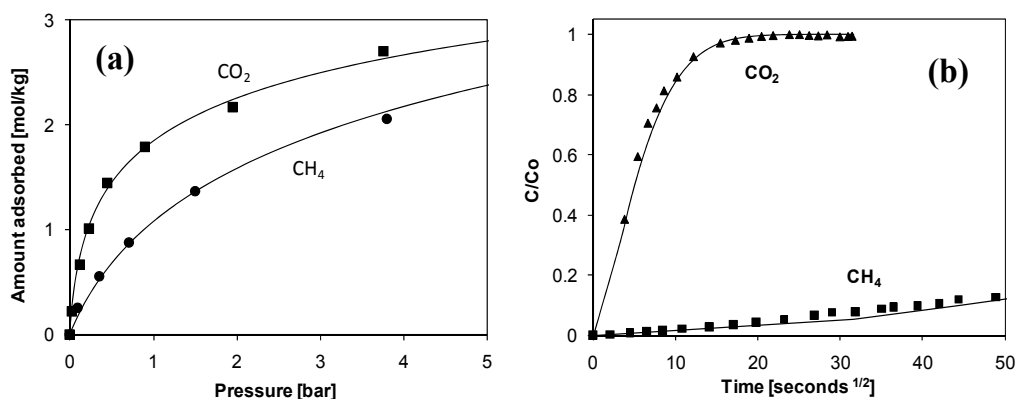 (a)
CO2
CH4
Amount adsorbed [mol/kg]
3
2
1
0
0 1 2 3 4 5
Pressure [bar]
(b)
CO2
CH4
C/Co
1
0.8
0.6
0.4
0.2
0
0 10 20 30 40 50
Time [seconds 1/2]